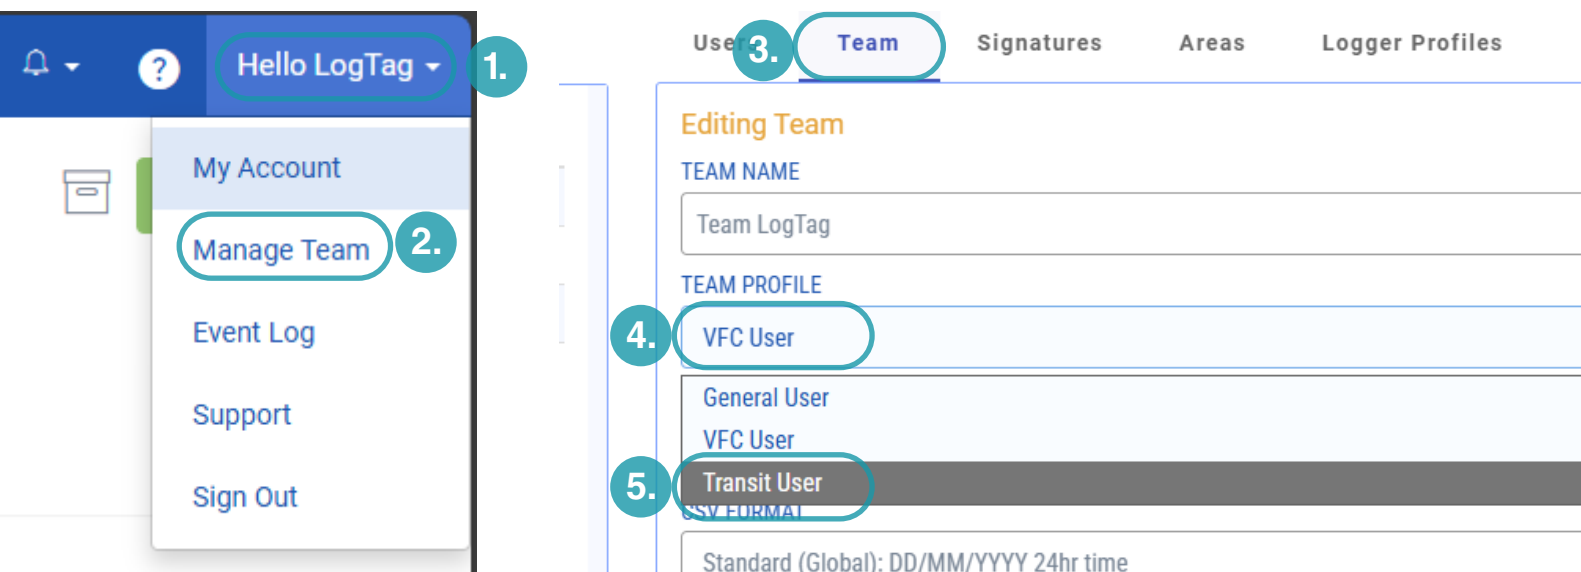 Hello LogTag
1.
My Account
Manage Team
2.
Event Log
Support
Sign Out
3.
Team
Signatures
Areas
Logger Profiles
Editing Team
TEAM NAME
Team LogTag
TEAM PROFILE
4.
VFC User
General User
VFC User
5.
Transit User
CSV FORMAT
Standard (Global): DD/MM/YYYY 24hr time